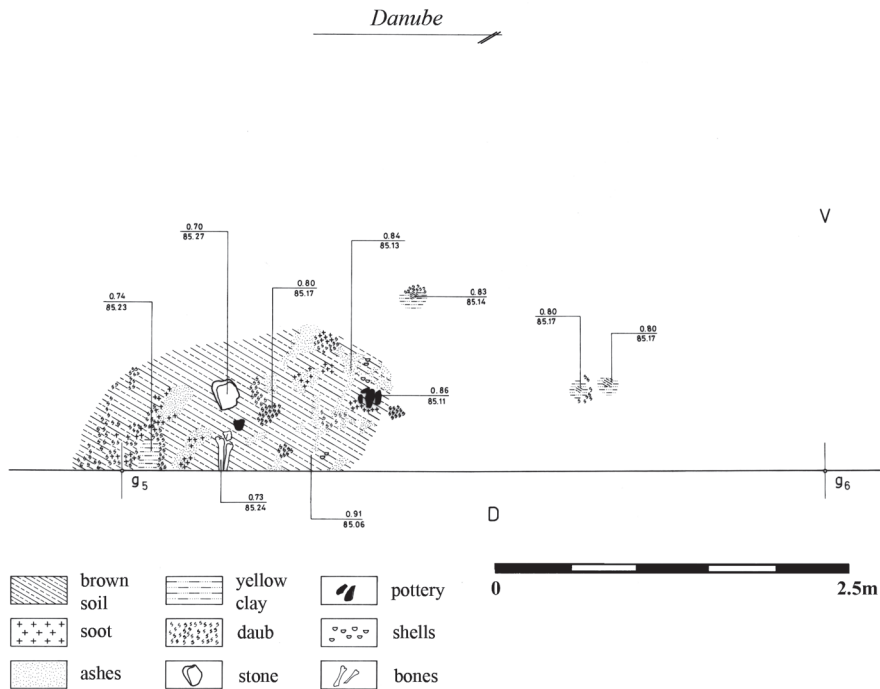 Danube
V
0.70
85.27
0.84
85.13
0.80
85.17
0.83
85.14
0.74
85.23
0.80
85.17
0.80
85.17
0.86
85.11
g5
g6
0.73
85.24
0.91
85.06
D
brown
soil
yellow
clay
pottery
0
2.5m
soot
daub
shells
ashes
stone
bones